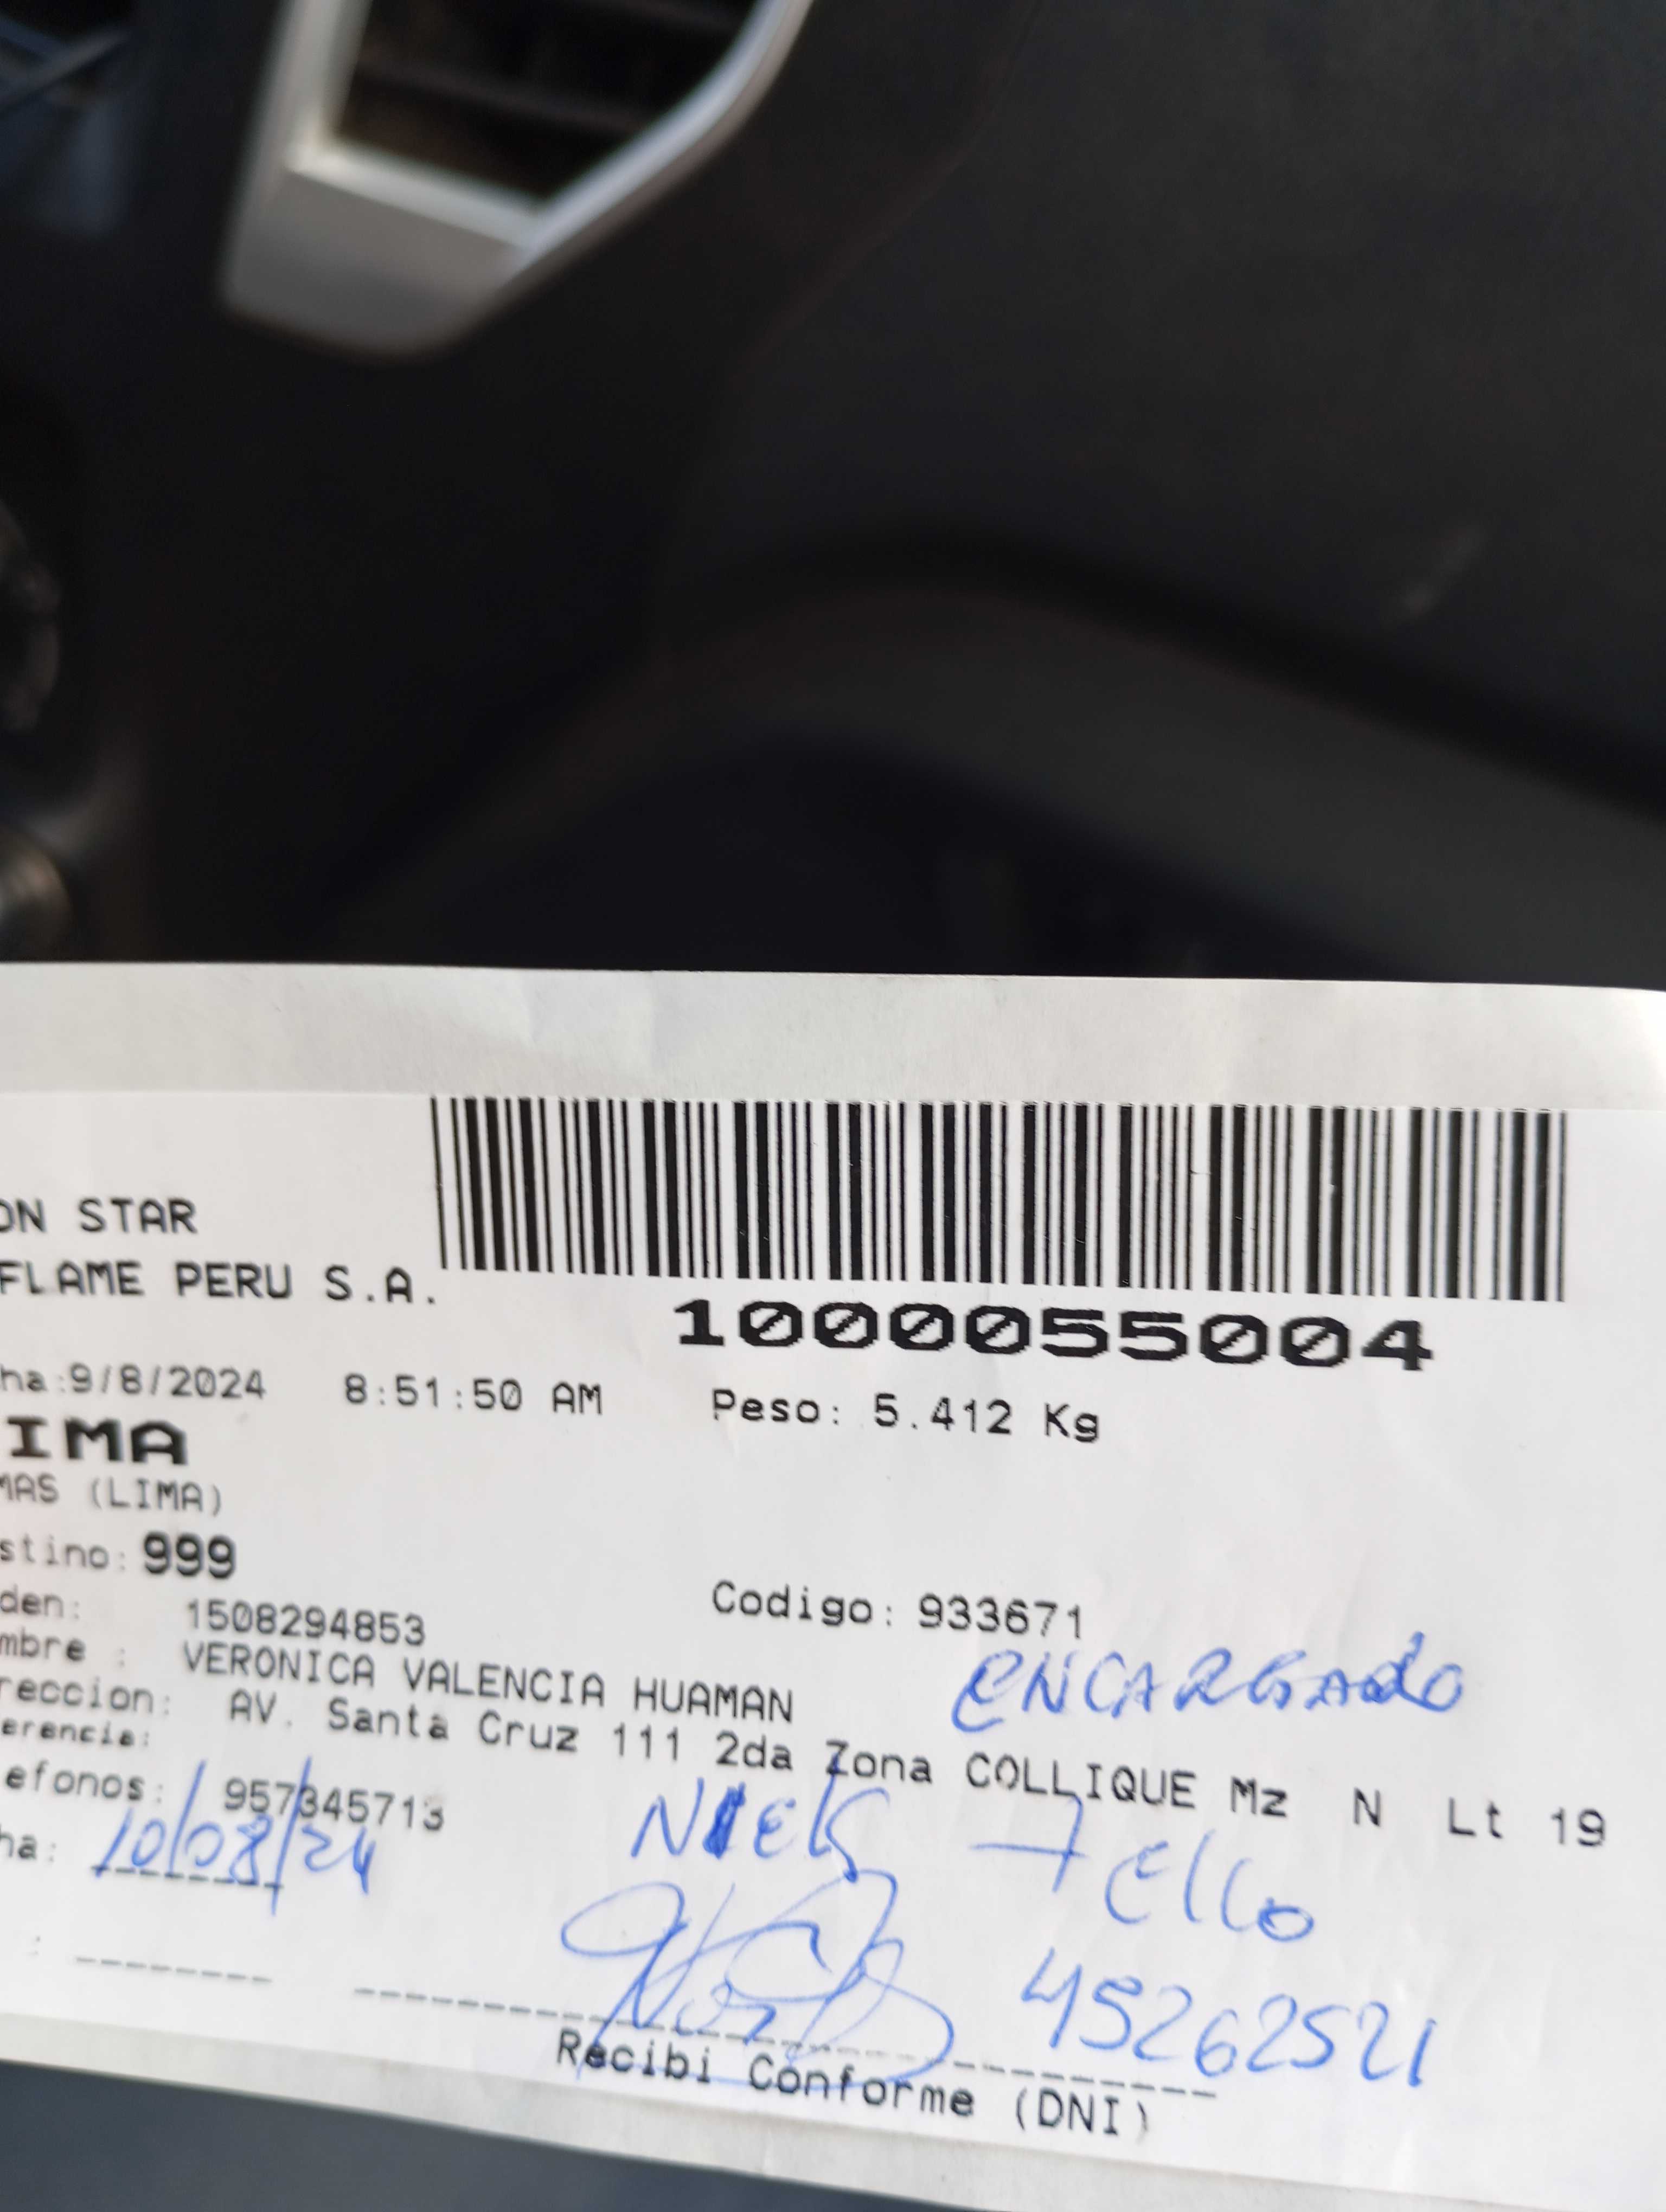 ON STAR
FLAME PERU S.A.
1000055004
ha:9/8/2024 8:51:50 AM Peso: 5.412 Kg
IMA
MAS (LIMA)
stino: 999
den: 1508294853 Codigo: 933671
mbre : VERONICA VALENCIA HUAMAN
ENCARGADO
reccion: AV. Santa Cruz 111 2da Zona COLLIQUE Mz N Lt 19
erencia:
efonos: 957345713
ha: 10/08/24
Niels Tello
45262521
Recibi Conforme (DNI)